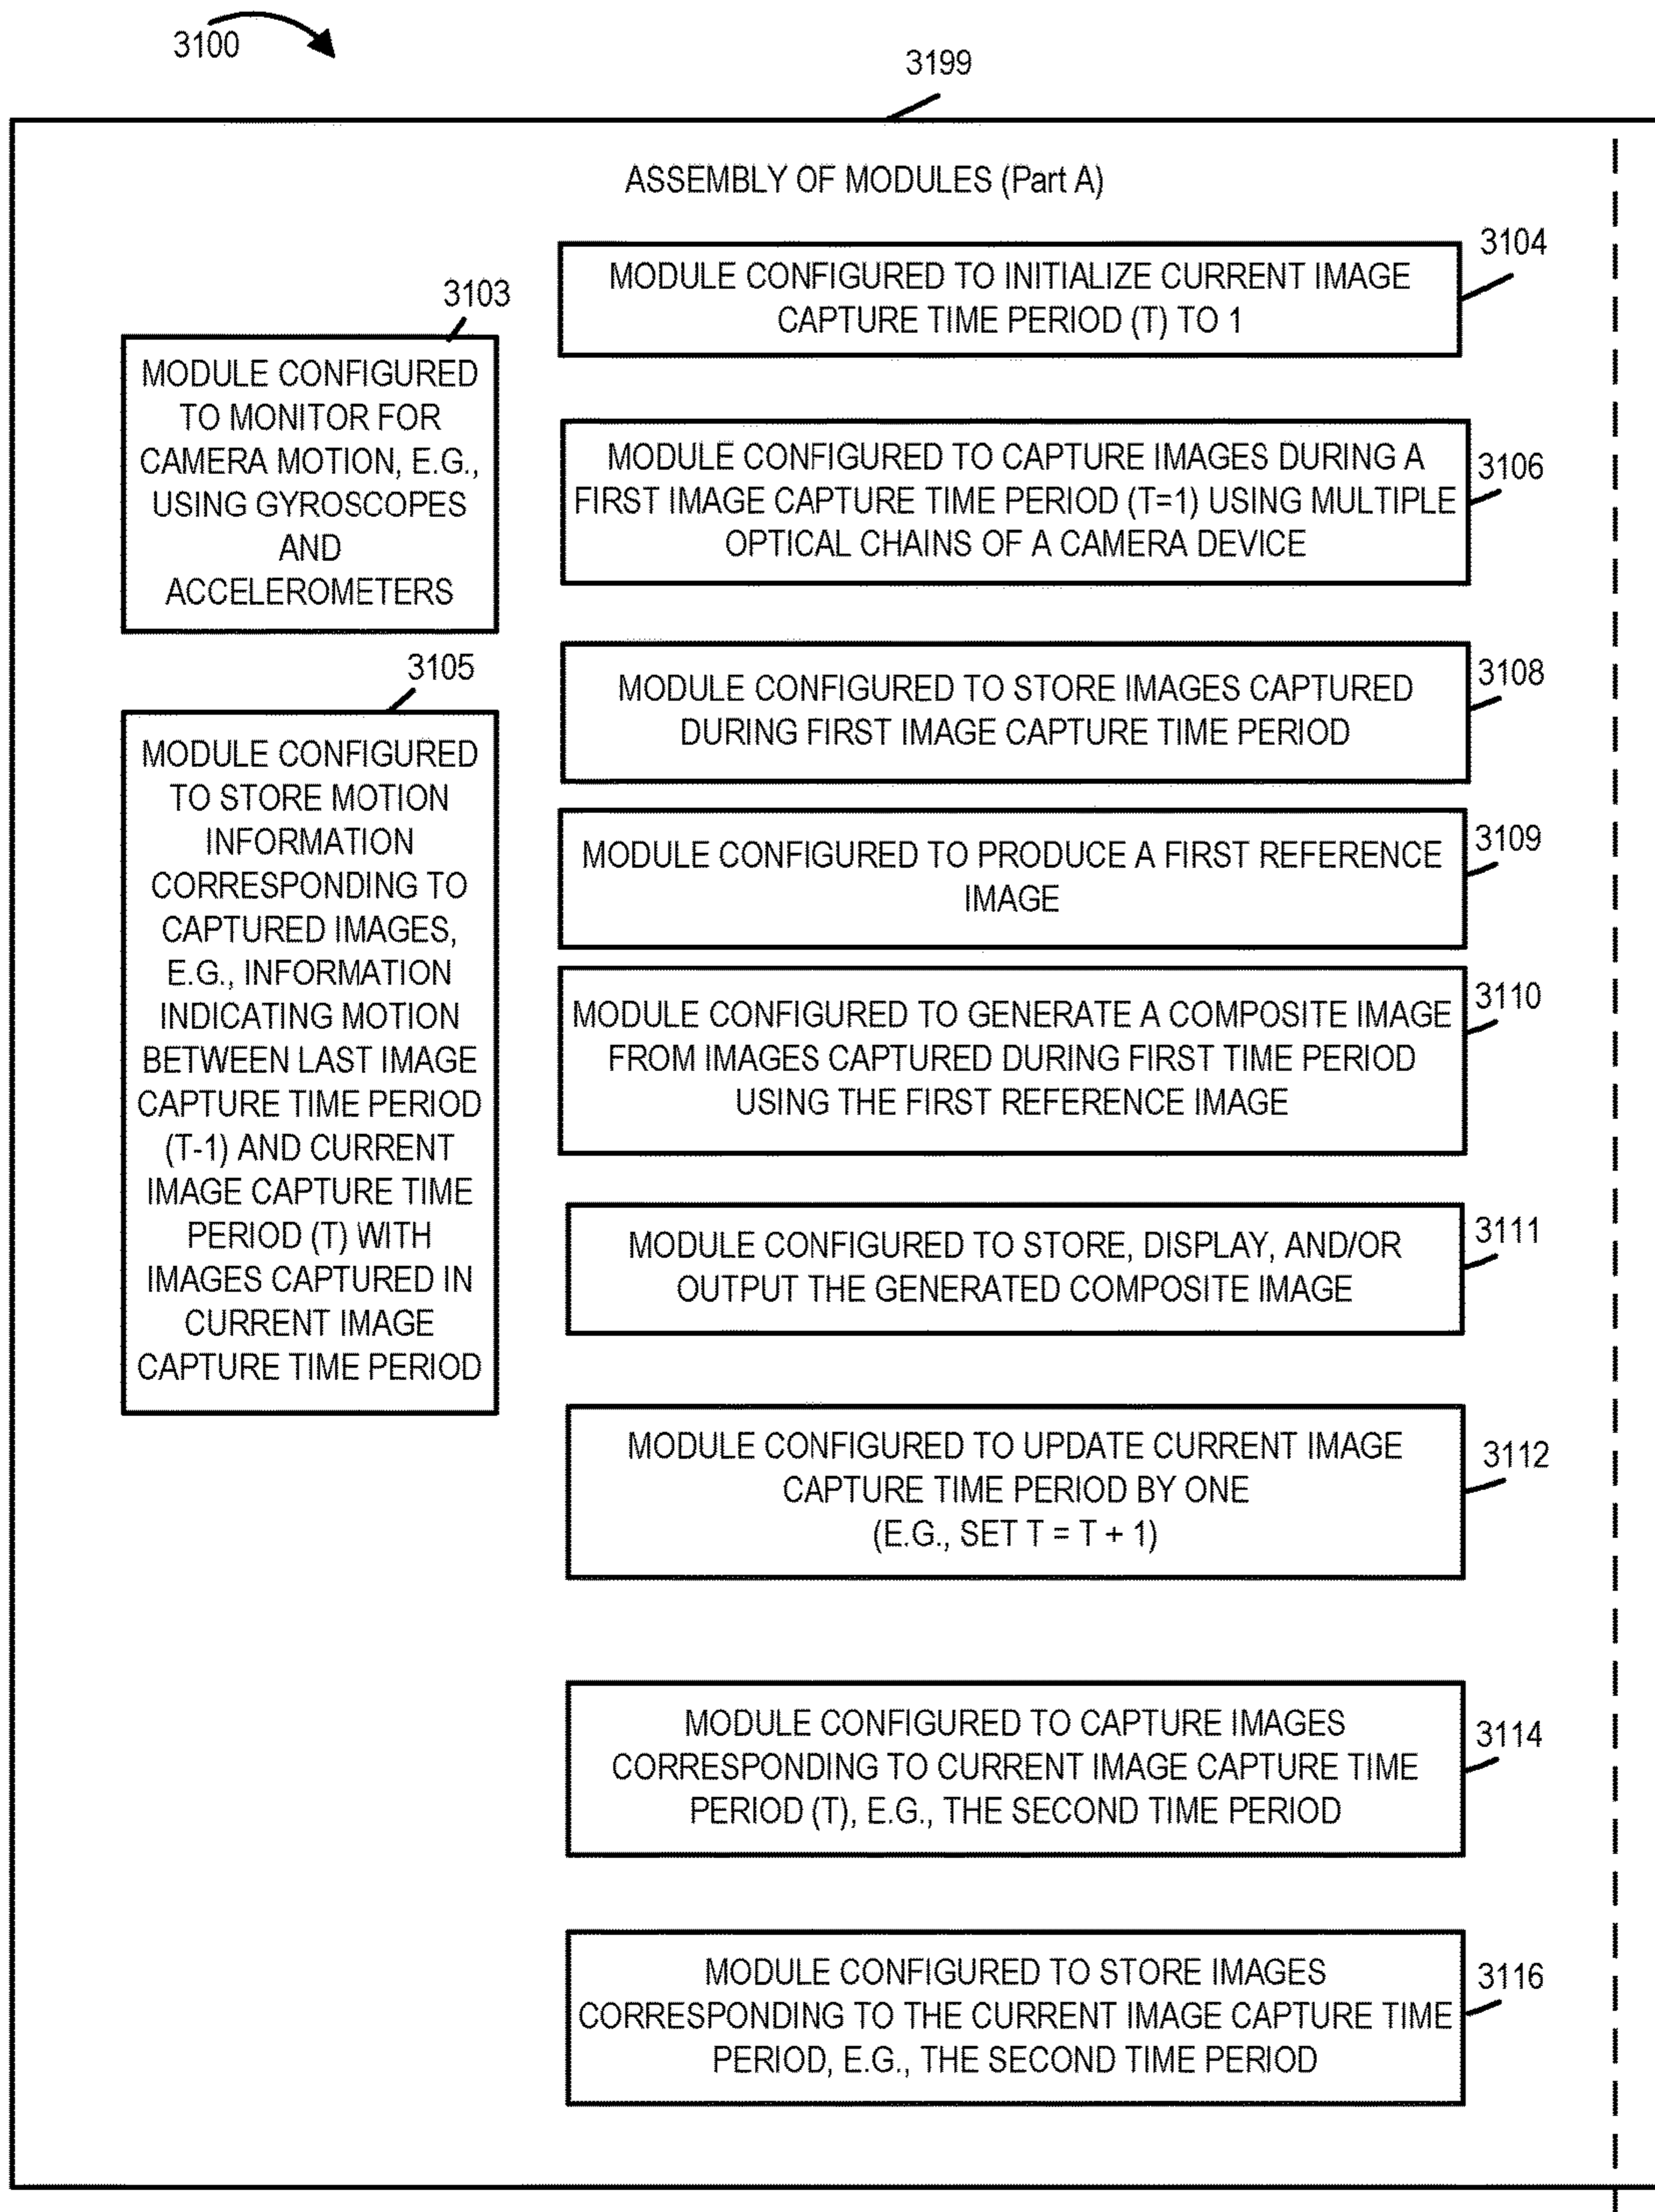 3100
3199
ASSEMBLY OF MODULES (Part A)
3103
MODULE CONFIGURED
TO MONITOR FOR
CAMERA MOTION, E.G.,
USING GYROSCOPES
AND
ACCELEROMETERS
3105
MODULE CONFIGURED
TO STORE MOTION
INFORMATION
CORRESPONDING TO
CAPTURED IMAGES,
E.G., INFORMATION
INDICATING MOTION
BETWEEN LAST IMAGE
CAPTURE TIME PERIOD
(T-1) AND CURRENT
IMAGE CAPTURE TIME
PERIOD (T) WITH
IMAGES CAPTURED IN
CURRENT IMAGE
CAPTURE TIME PERIOD
3104
MODULE CONFIGURED TO INITIALIZE CURRENT IMAGE
CAPTURE TIME PERIOD (T) TO 1
3106
MODULE CONFIGURED TO CAPTURE IMAGES DURING A
FIRST IMAGE CAPTURE TIME PERIOD (T=1) USING MULTIPLE
OPTICAL CHAINS OF A CAMERA DEVICE
3108
MODULE CONFIGURED TO STORE IMAGES CAPTURED
DURING FIRST IMAGE CAPTURE TIME PERIOD
3109
MODULE CONFIGURED TO PRODUCE A FIRST REFERENCE
IMAGE
3110
MODULE CONFIGURED TO GENERATE A COMPOSITE IMAGE
FROM IMAGES CAPTURED DURING FIRST TIME PERIOD
USING THE FIRST REFERENCE IMAGE
3111
MODULE CONFIGURED TO STORE, DISPLAY, AND/OR
OUTPUT THE GENERATED COMPOSITE IMAGE
3112
MODULE CONFIGURED TO UPDATE CURRENT IMAGE
CAPTURE TIME PERIOD BY ONE
(E.G., SET T = T + 1)
3114
MODULE CONFIGURED TO CAPTURE IMAGES
CORRESPONDING TO CURRENT IMAGE CAPTURE TIME
PERIOD (T), E.G., THE SECOND TIME PERIOD
3116
MODULE CONFIGURED TO STORE IMAGES
CORRESPONDING TO THE CURRENT IMAGE CAPTURE TIME
PERIOD, E.G., THE SECOND TIME PERIOD